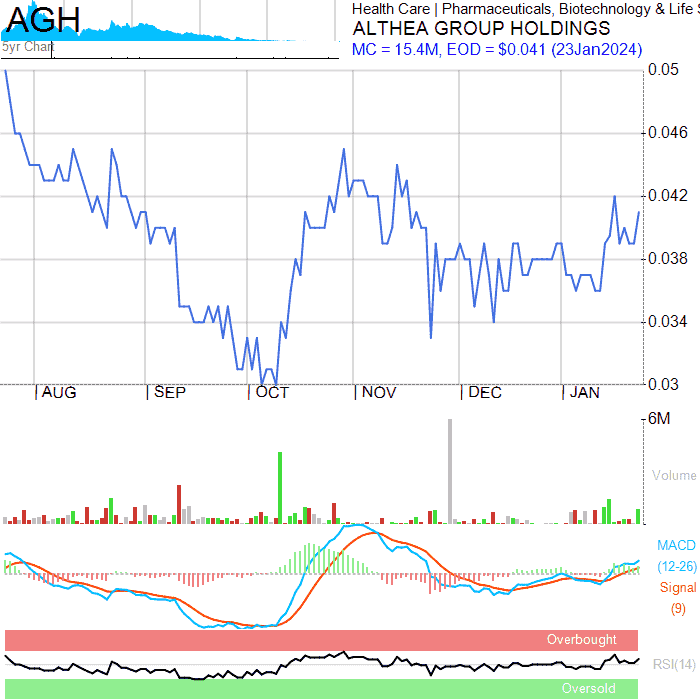 AGH
5yr Chart
Health Care | Pharmaceuticals, Biotechnology & Life S
ALTHEA GROUP HOLDINGS
MC = 15.4M, EOD = $0.041 (23Jan2024)
0.05
0.046
0.042
0.038
0.034
0.03
AUG SEP OCT NOV DEC JAN
6M
Volume
MACD
(12-26)
Signal
(9)
Overbought
RSI(14)
Oversold